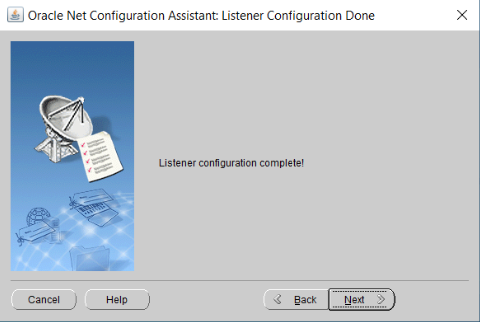 Oracle Net Configuration Assistant: Listener Configuration Done
Listener configuration complete!
Cancel
Help
Back
Next